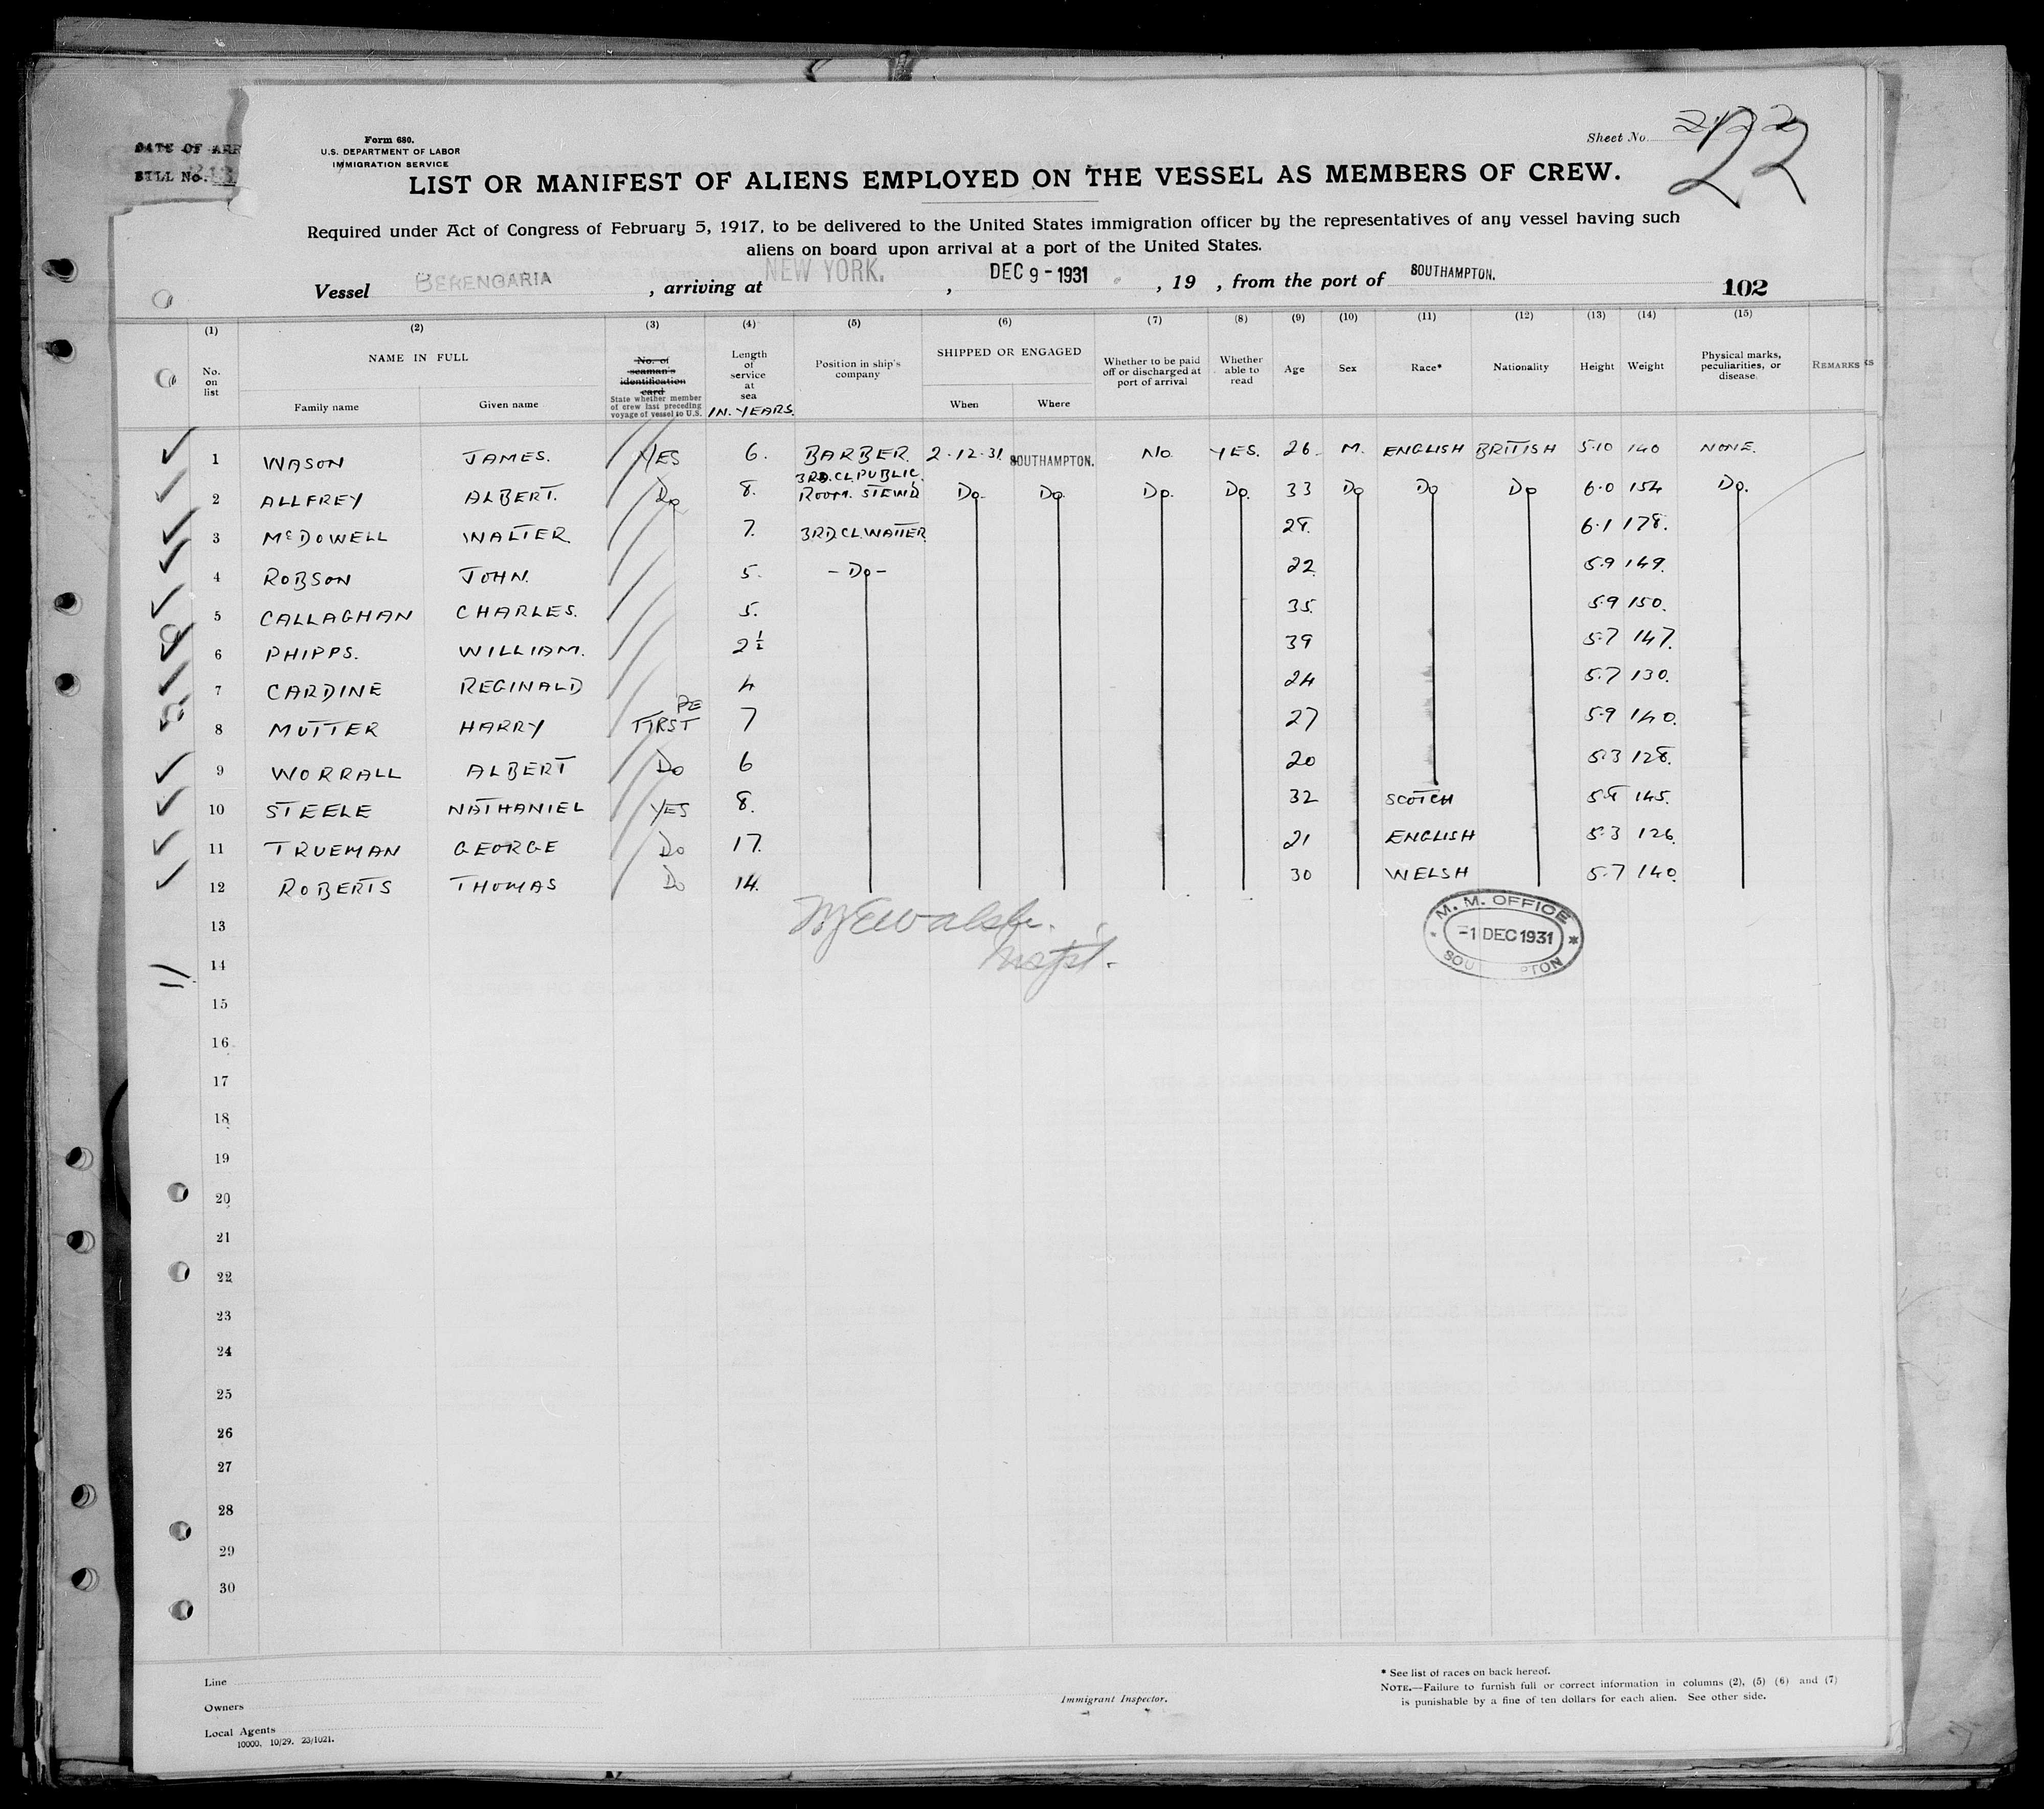 DATE OF ARR
BILL No.
Form 680.
U.S. DEPARTMENT OF LABOR
IMMIGRATION SERVICE
Sheet No. 22
LIST OR MANIFEST OF ALIENS EMPLOYED ON THE VESSEL AS MEMBERS OF CREW.
Required under Act of Congress of February 5, 1917, to be delivered to the United States immigration officer by the representatives of any vessel having such
aliens on board upon arrival at a port of the United States.
Vessel BERENGARIA , arriving at NEW YORK. , DEC 9 - 1931 , 19 , from the port of SOUTHAMPTON. 102
(1) (2) (3) (4) (5) (6) (7) (8) (9) (10) (11) (12) (13) (14) (15)
No. on list NAME IN FULL Family name Given name No. of seaman's identification card State whether member of crew last preceding voyage of vessel to U.S. Length of service at sea IN. YEARS. Position in ship's company SHIPPED OR ENGAGED When Where Whether to be paid off or discharged at port of arrival Whether able to read Age Sex Race* Nationality Height Weight Physical marks, peculiarities, or disease. REMARKS
1 WASON JAMES. YES 6. BARBER. 2-12-31. SOUTHAMPTON. No. YES. 26. M. ENGLISH BRITISH 5-10 140 NONE.
2 ALLFREY ALBERT. Do 8. 3RD.CL.PUBLIC. ROOM. STEWD Do. Do. Do. Do. 33 Do Do Do 6.0 154 Do.
3 McDOWELL WALTER. 7. 3RD.CL.WAITER. 28. 6.1 178.
4 ROBSON JOHN. 5. - Do - 22. 5.9 149.
5 CALLAGHAN CHARLES. 5. 35. 5.9 150.
6 PHIPPS. WILLIAM. 2½ 39 5.7 147.
7 CARDINE REGINALD 4 24 5.7 130.
8 MUTTER HARRY FIRST 7 27 5.9 140.
9 WORRALL ALBERT Do 6 20 5.3 128.
10 STEELE NATHANIEL YES 8. 32 SCOTCH 5.8 145.
11 TRUEMAN GEORGE Do 17. 21 ENGLISH 5.3 126.
12 ROBERTS THOMAS Do 14. 30 WELSH 5.7 140.
13
14
15
16
17
18
19
20
21
22
23
24
25
26
27
28
29
30
M. M. OFFICE
-1 DEC 1931
Line
Owners
Local Agents
10000. 10/29. 23/1021.
Immigrant Inspector.
* See list of races on back hereof.
NOTE.—Failure to furnish full or correct information in columns (2), (5) (6) and (7)
is punishable by a fine of ten dollars for each alien. See other side.